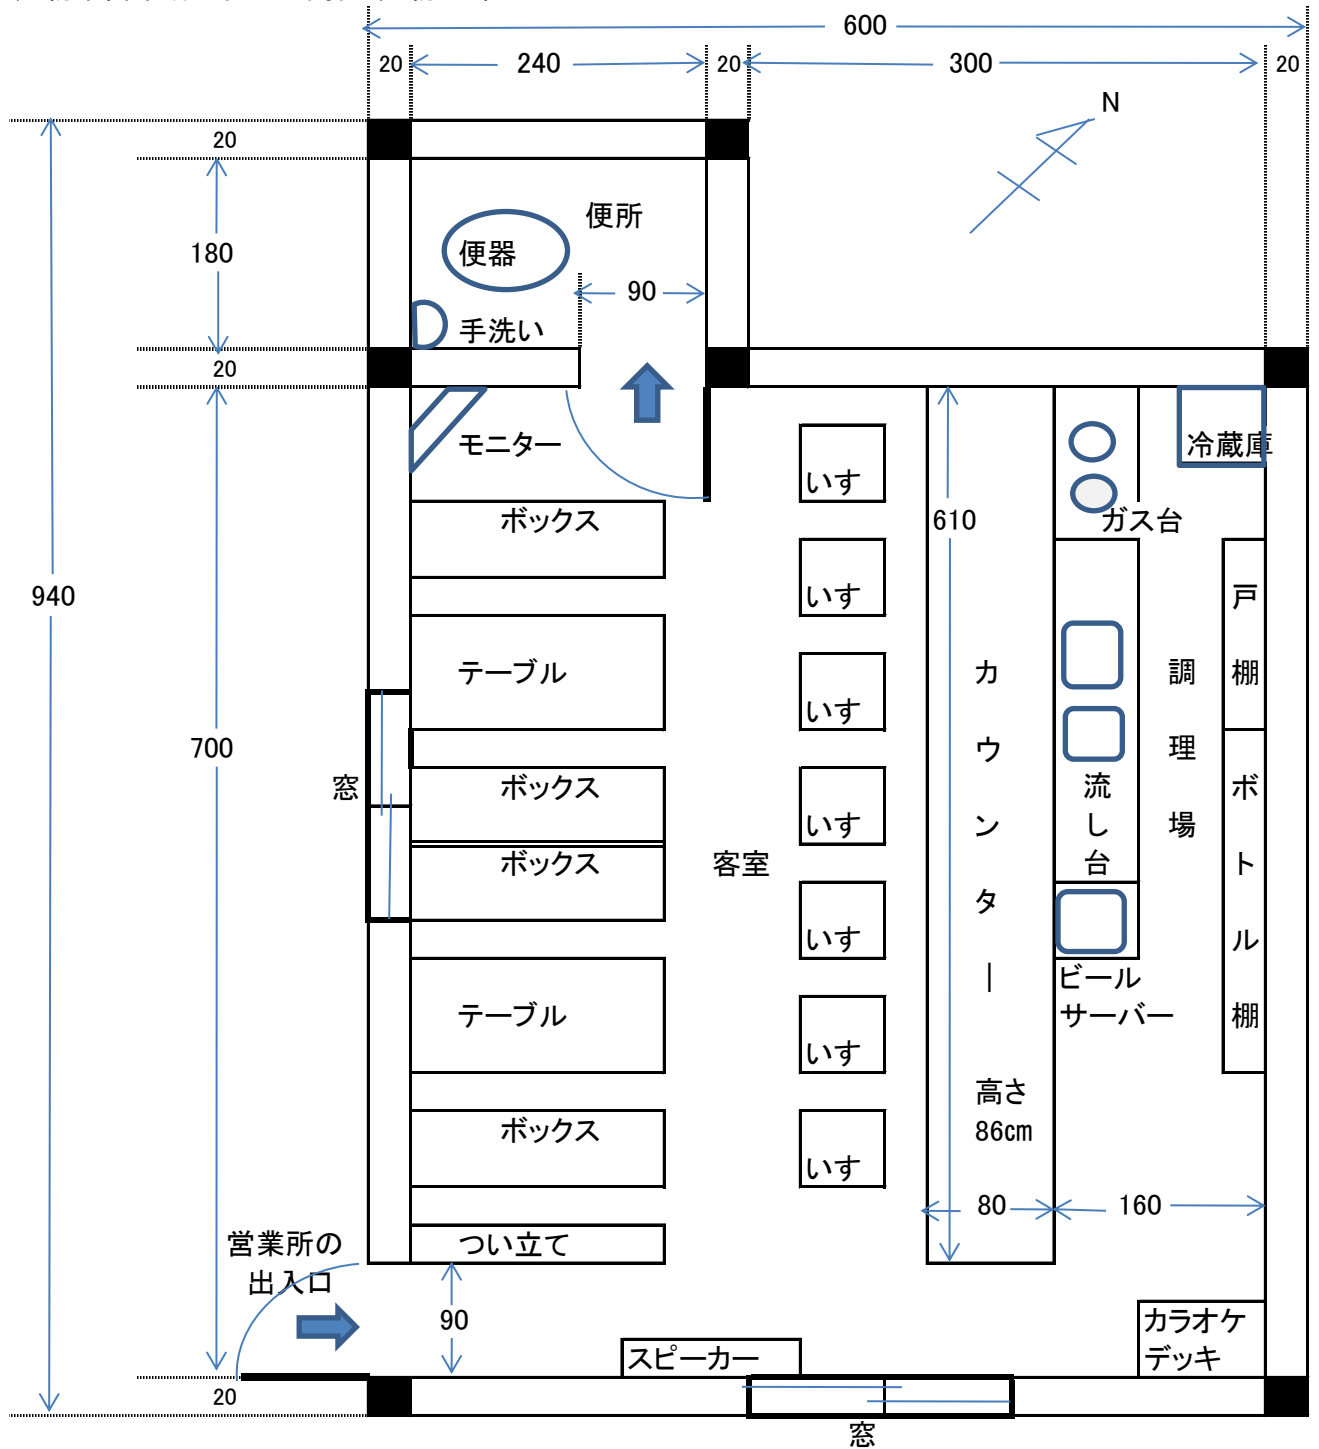 600
20
240
20
300
20
N
20
便所
便器
180
90
手洗い
20
モニター
冷蔵庫
いす
ボックス
610
ガス台
いす
940
戸棚
テーブル
いす
カウンター
調理場
700
窓
ボックス
いす
流し台
ボトル棚
ボックス
客室
いす
ビール
サーバー
テーブル
いす
高さ
86cm
ボックス
いす
80
160
営業所の
出入口
つい立て
90
スピーカー
カラオケ
デッキ
20
窓